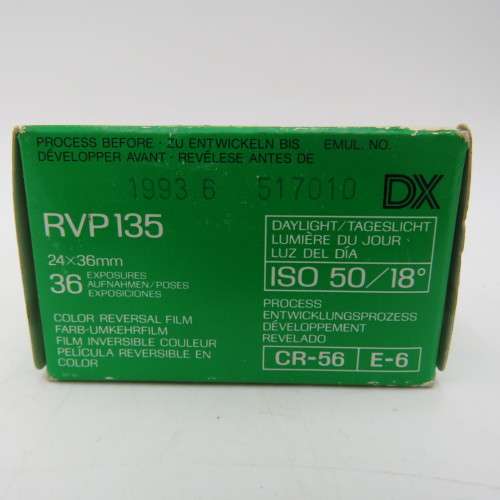 PROCESS BEFORE · ZU ENTWICKELN BIS EMUL. NO.
DÉVELOPPER AVANT · REVÉLESE ANTES DE
1993 6 517010 DX
RVP135
24×36mm
36 EXPOSURES
AUFNAHMEN/POSES
EXPOSICIONES
COLOR REVERSAL FILM
FARB-UMKEHRFILM
FILM INVERSIBLE COULEUR
PELÍCULA REVERSIBLE EN
COLOR
DAYLIGHT/TAGESLICHT
LUMIÈRE DU JOUR
LUZ DEL DÍA
ISO 50/18°
PROCESS
ENTWICKLUNGSPROZESS
DÉVELOPPEMENT
REVELADO
CR-56 E-6